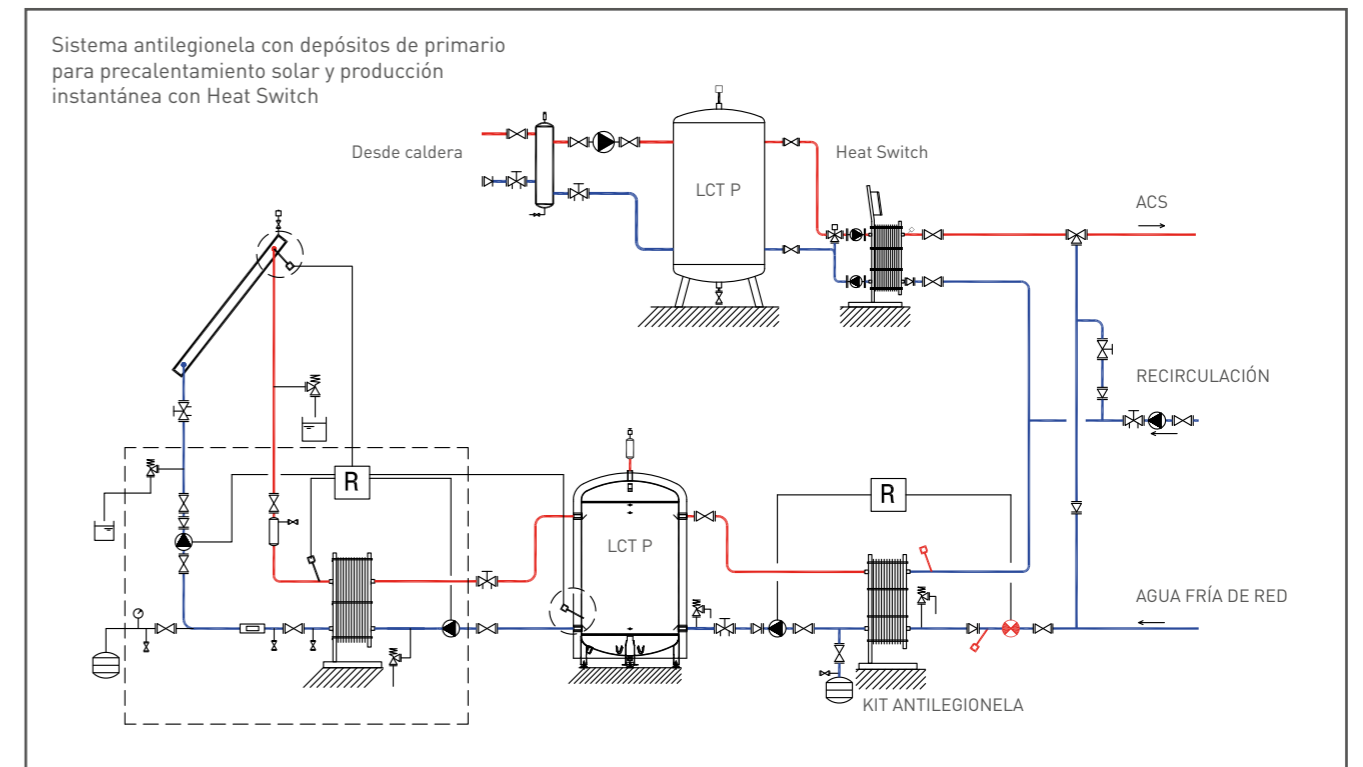 Sistema antilegionela con depósitos de primario
para precalentamiento solar y producción
instantánea con Heat Switch
Desde caldera
LCT P
Heat Switch
ACS
RECIRCULACIÓN
R
R
LCT P
AGUA FRÍA DE RED
KIT ANTILEGIONELA